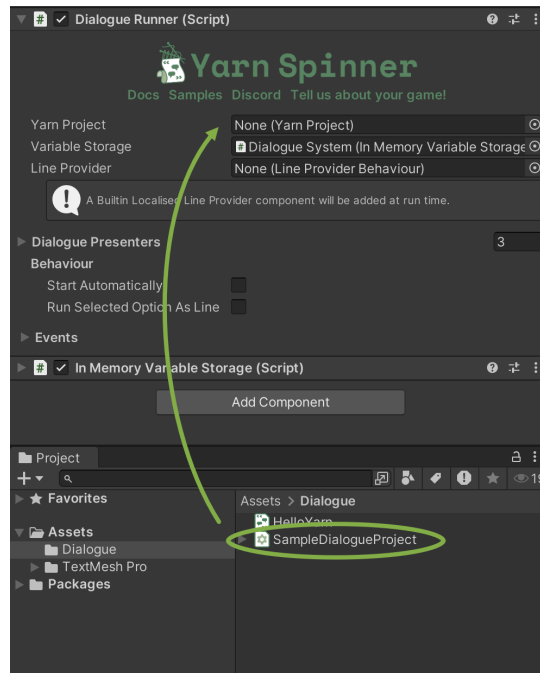 Dialogue Runner (Script)
Yarn Spinner
Docs Samples Discord Tell us about your game!
Yarn Project None (Yarn Project)
Variable Storage Dialogue System (In Memory Variable Storage
Line Provider None (Line Provider Behaviour)
A Builtin Localised Line Provider component will be added at run time.
Dialogue Presenters 3
Behaviour
Start Automatically
Run Selected Option As Line
Events
In Memory Variable Storage (Script)
Add Component
Project
19
Favorites
Assets > Dialogue
HelloYarn
Assets
SampleDialogueProject
Dialogue
TextMesh Pro
Packages